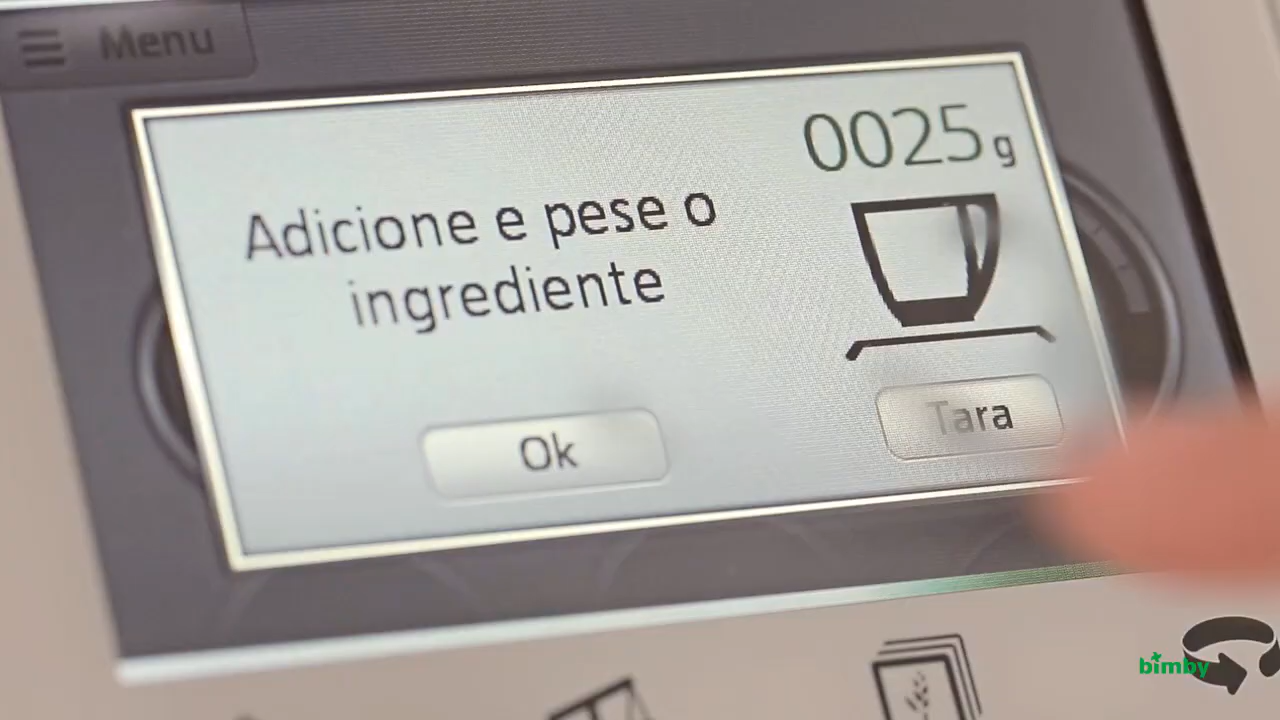 Menu
0025 g
Adicione e pese o
ingrediente
Ok
Tara
bimby